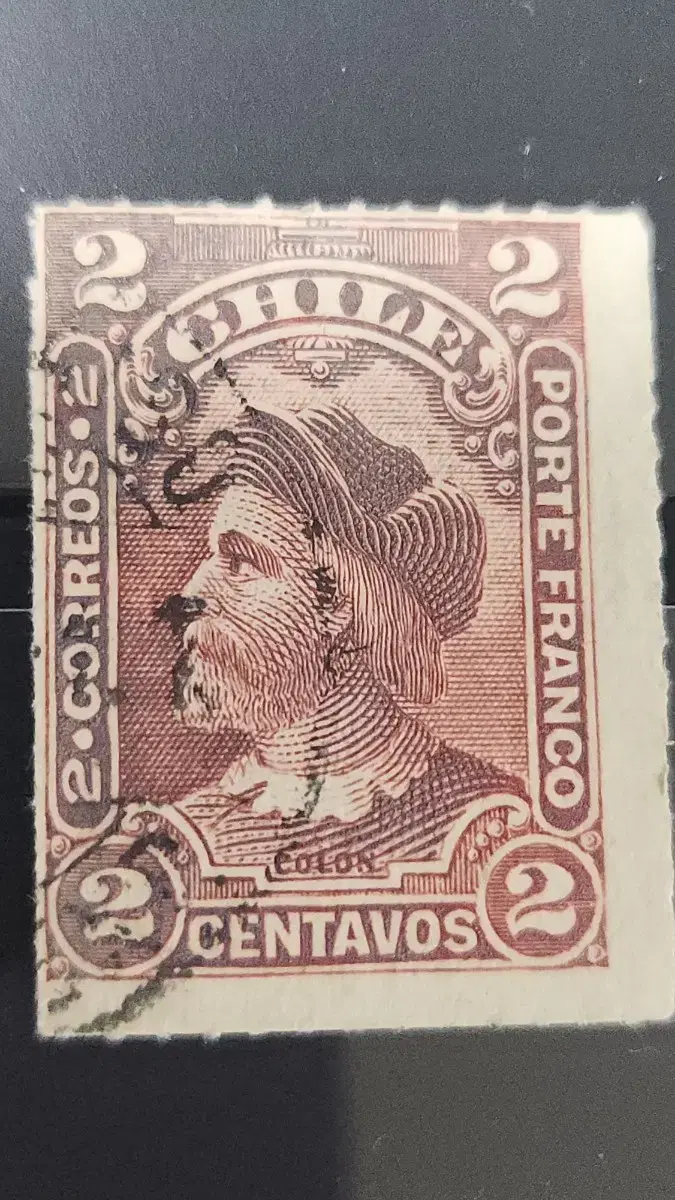 2 2
CHILE
2·CORREOS·2
PORTE FRANCO
COLON
2 CENTAVOS 2